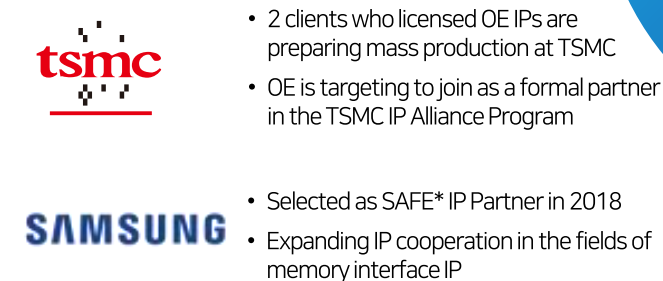 tsmc
• 2 clients who licensed OE IPs are
preparing mass production at TSMC
• OE is targeting to join as a formal partner
in the TSMC IP Alliance Program
SAMSUNG
• Selected as SAFE* IP Partner in 2018
• Expanding IP cooperation in the fields of
memory interface IP